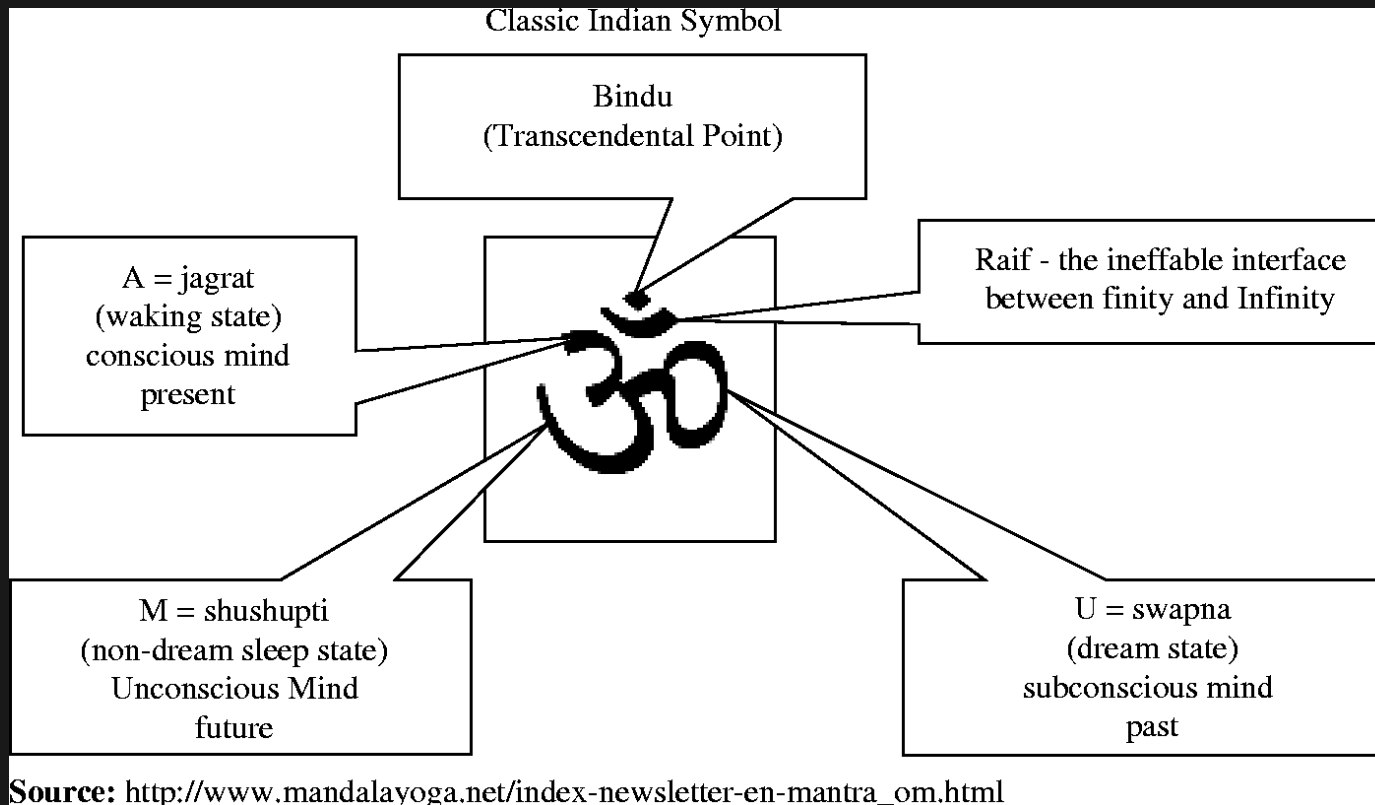 Classic Indian Symbol
Bindu
(Transcendental Point)
A = jagrat
(waking state)
conscious mind
present
Raif - the ineffable interface
between finity and Infinity
M = shushupti
(non-dream sleep state)
Unconscious Mind
future
U = swapna
(dream state)
subconscious mind
past
ॐ
Source: http://www.mandalayoga.net/index-newsletter-en-mantra_om.html